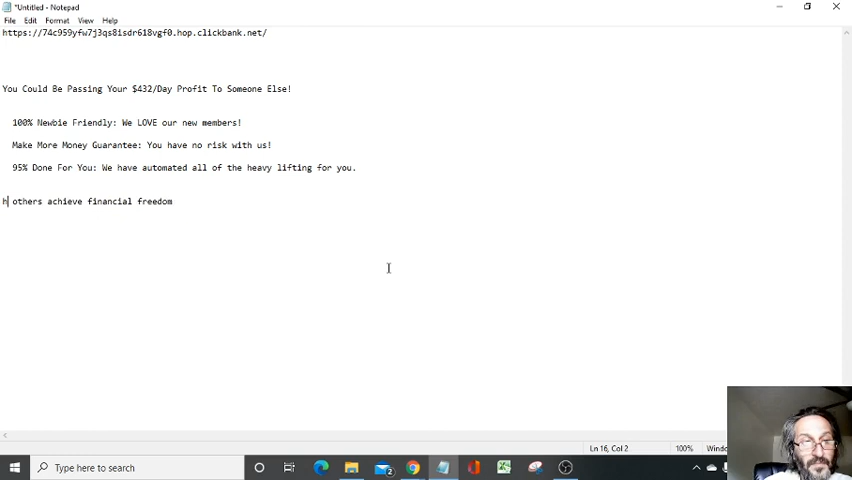 *Untitled - Notepad
File Edit Format View Help
https://74c959yfw7j3qs8isdr618vgf0.hop.clickbank.net/
You Could Be Passing Your $432/Day Profit To Someone Else!
100% Newbie Friendly: We LOVE our new members!
Make More Money Guarantee: You have no risk with us!
95% Done For You: We have automated all of the heavy lifting for you.
h others achieve financial freedom
Ln 16, Col 2 100% Windo
Type here to search
2